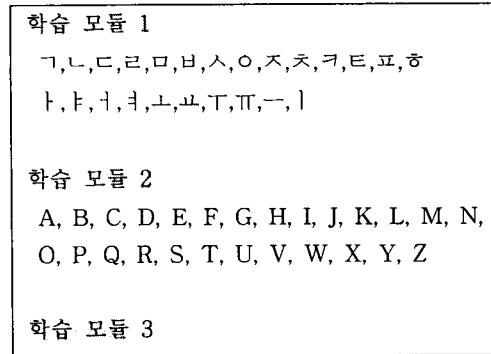 학습 모듈 1
ㄱ,ㄴ,ㄷ,ㄹ,ㅁ,ㅂ,ㅅ,ㅇ,ㅈ,ㅊ,ㅋ,ㅌ,ㅍ,ㅎ
ㅏ,ㅑ,ㅓ,ㅕ,ㅗ,ㅛ,ㅜ,ㅠ,ㅡ,ㅣ
학습 모듈 2
A, B, C, D, E, F, G, H, I, J, K, L, M, N,
O, P, Q, R, S, T, U, V, W, X, Y, Z
학습 모듈 3